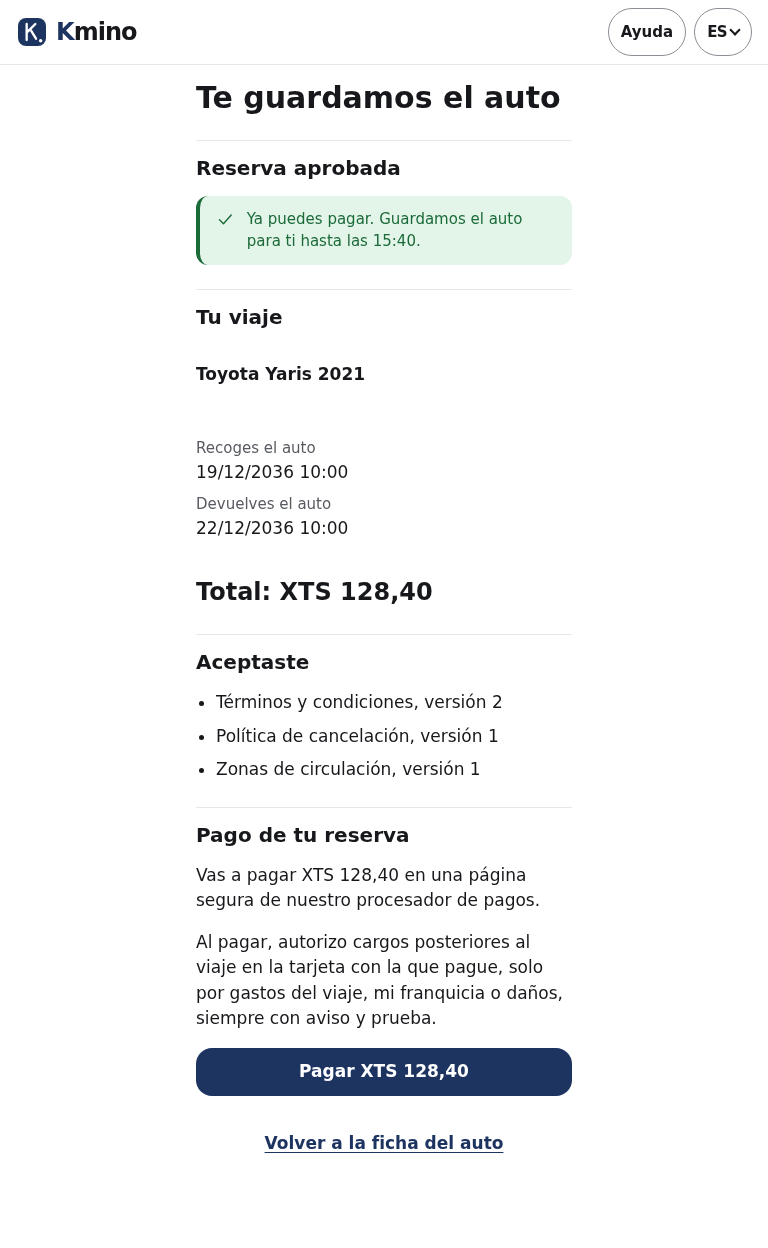 Kmino
Ayuda
ES
Te guardamos el auto
Reserva aprobada
Ya puedes pagar. Guardamos el auto
para ti hasta las 15:40.
Tu viaje
Toyota Yaris 2021
Recoges el auto
19/12/2036 10:00
Devuelves el auto
22/12/2036 10:00
Total: XTS 128,40
Aceptaste
• Términos y condiciones, versión 2
• Política de cancelación, versión 1
• Zonas de circulación, versión 1
Pago de tu reserva
Vas a pagar XTS 128,40 en una página
segura de nuestro procesador de pagos.
Al pagar, autorizo cargos posteriores al
viaje en la tarjeta con la que pague, solo
por gastos del viaje, mi franquicia o daños,
siempre con aviso y prueba.
Pagar XTS 128,40
Volver a la ficha del auto